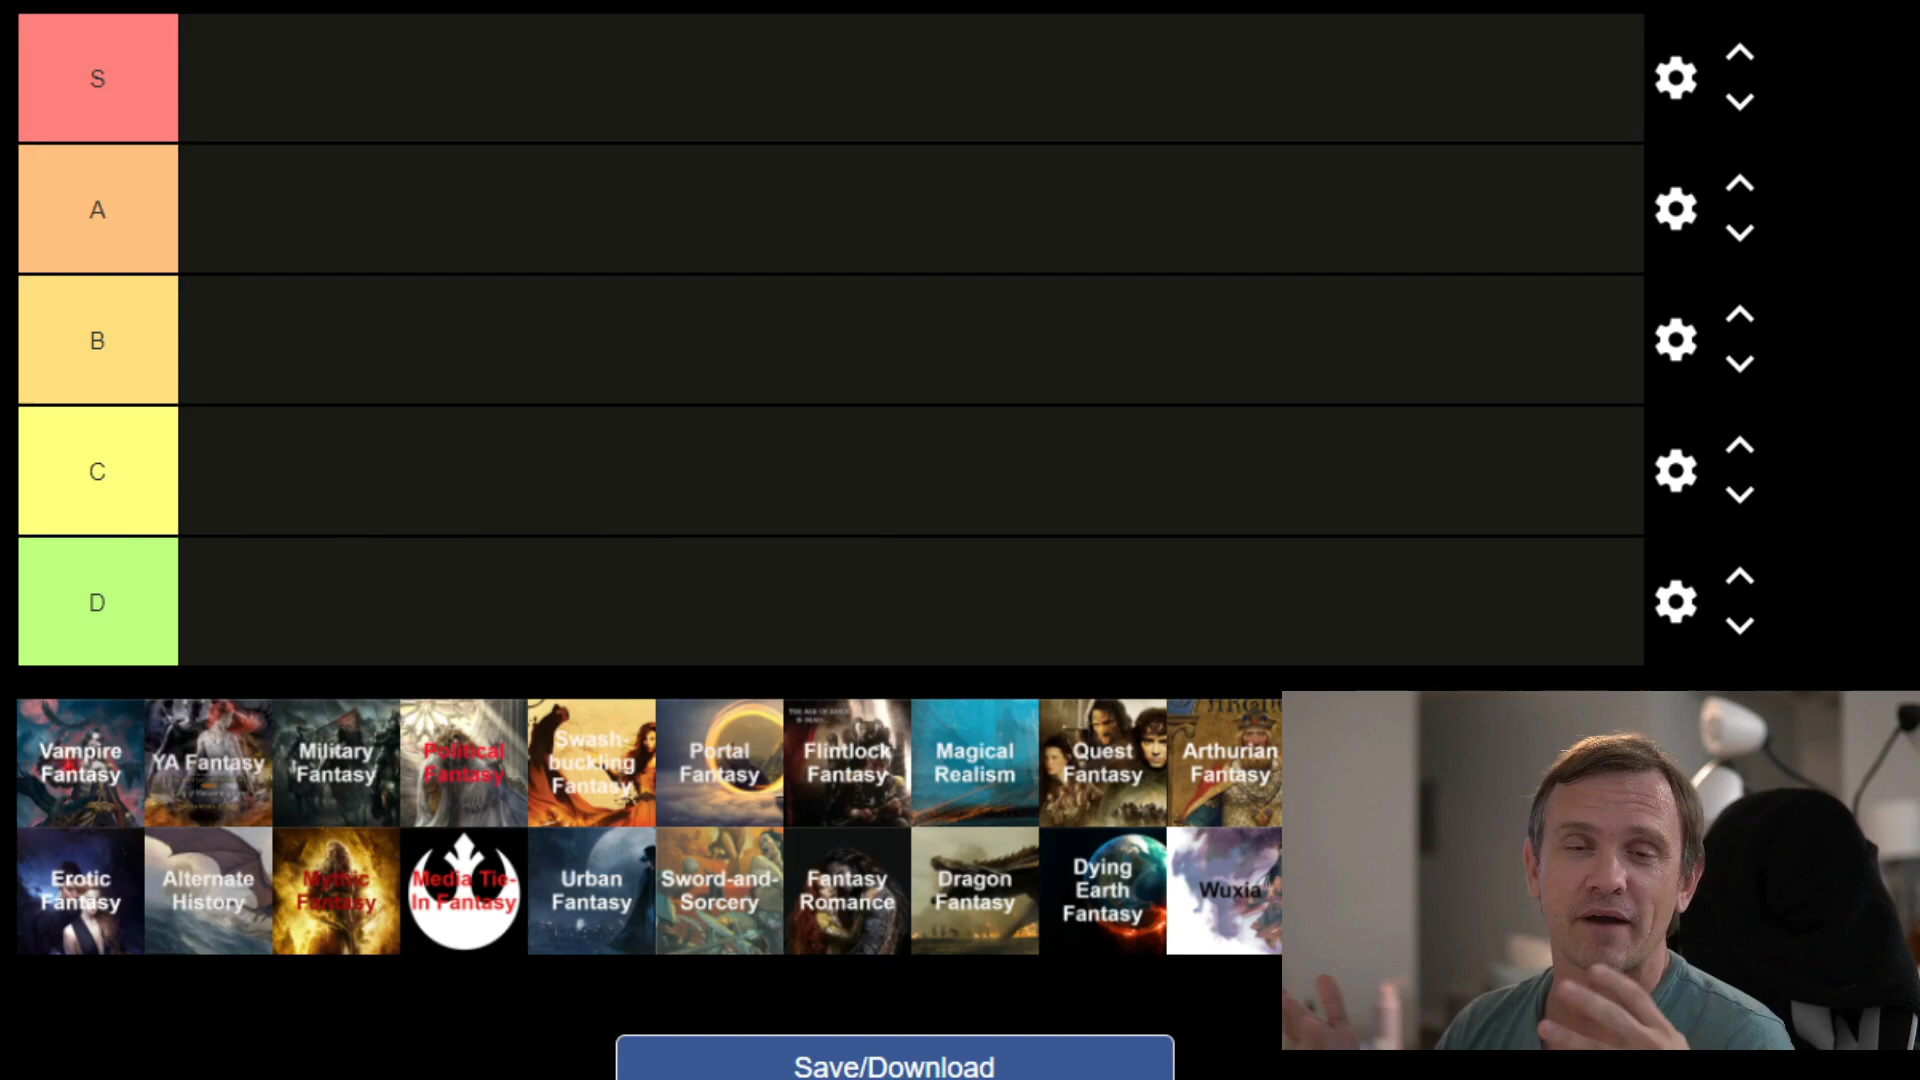 S
A
B
C
D
Vampire
Fantasy
YA Fantasy
Military
Fantasy
Political
Fantasy
Swash-
buckling
Fantasy
Portal
Fantasy
Flintlock
Fantasy
Magical
Realism
Quest
Fantasy
Arthurian
Fantasy
Erotic
Fantasy
Alternate
History
Mythic
Fantasy
Media Tie-
In Fantasy
Urban
Fantasy
Sword-and-
Sorcery
Fantasy
Romance
Dragon
Fantasy
Dying
Earth
Fantasy
Wuxia
Save/Download